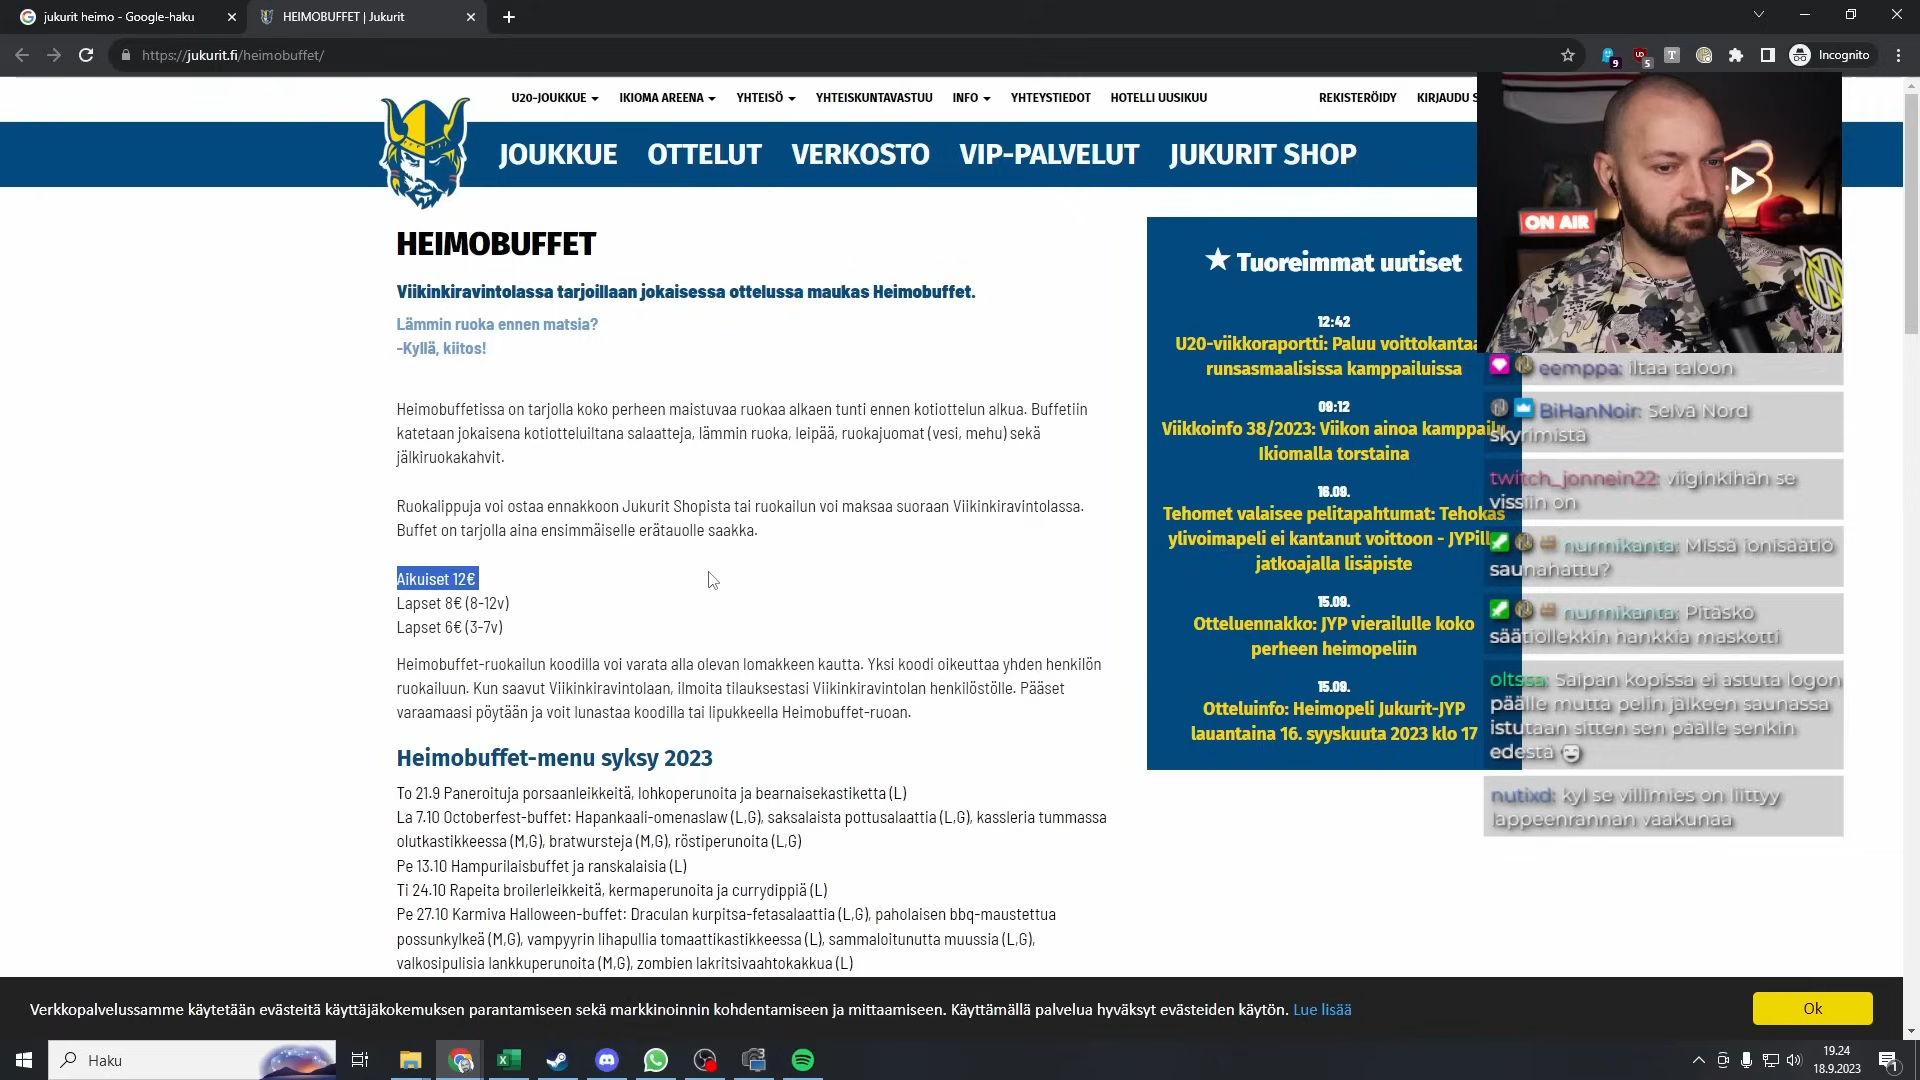 jukurit heimo - Google-haku
HEIMOBUFFET | Jukurit
https://jukurit.fi/heimobuffet/
9
5
T
Incognito
U20-JOUKKUE
IKIOMA AREENA
YHTEISÖ
YHTEISKUNTAVASTUU
INFO
YHTEYSTIEDOT
HOTELLI UUSIKUU
REKISTERÖIDY
KIRJAUDU
JOUKKUE
OTTELUT
VERKOSTO
VIP-PALVELUT
JUKURIT SHOP
ON AIR
HEIMOBUFFET
Viikinkiravintolassa tarjoillaan jokaisessa ottelussa maukas Heimobuffet.
Lämmin ruoka ennen matsia?
-Kyllä, kiitos!
Heimobuffetissa on tarjolla koko perheen maistuvaa ruokaa alkaen tunti ennen kotiottelun alkua. Buffetiin
katetaan jokaisena kotiotteluiltana salaatteja, lämmin ruoka, leipää, ruokajuomat (vesi, mehu) sekä
jälkiruokakahvit.
Ruokalippuja voi ostaa ennakkoon Jukurit Shopista tai ruokailun voi maksaa suoraan Viikinkiravintolassa.
Buffet on tarjolla aina ensimmäiselle erätauolle saakka.
Aikuiset 12€
Lapset 8€ (8-12v)
Lapset 6€ (3-7v)
Heimobuffet-ruokailun koodilla voi varata alla olevan lomakkeen kautta. Yksi koodi oikeuttaa yhden henkilön
ruokailuun. Kun saavut Viikinkiravintolaan, ilmoita tilauksestasi Viikinkiravintolan henkilöstölle. Pääset
varaamaasi pöytään ja voit lunastaa koodilla tai lipukkeella Heimobuffet-ruoan.
Heimobuffet-menu syksy 2023
To 21.9 Paneroituja porsaanleikkeitä, lohkoperunoita ja bearnaisekastiketta (L)
La 7.10 Octoberfest-buffet: Hapankaali-omenaslaw (L,G), saksalaista pottusalaattia (L,G), kassleria tummassa
olutkastikkeessa (M,G), bratwursteja (M,G), röstiperunoita (L,G)
Pe 13.10 Hampurilaisbuffet ja ranskalaisia (L)
Ti 24.10 Rapeita broilerleikkeitä, kermaperunoita ja currydippiä (L)
Pe 27.10 Karmiva Halloween-buffet: Draculan kurpitsa-fetasalaattia (L,G), paholaisen bbq-maustettua
possunkylkeä (M,G), vampyyrin lihapullia tomaattikastikkeessa (L), sammaloitunutta muussia (L,G),
valkosipulisia lankkuperunoita (M,G), zombien lakritsivaahtokakkua (L)
Tuoreimmat uutiset
12:42
U20-viikkoraportti: Paluu voittokantaa
runsasmaalisissa kamppailuissa
09:12
Viikkoinfo 38/2023: Viikon ainoa kamppailu
Ikiomalla torstaina
16.09.
Tehomet valaisee pelitapahtumat: Tehokas
ylivoimapeli ei kantanut voittoon - JYPill
jatkoajalla lisäpiste
15.09.
Otteluennakko: JYP vierailulle koko
perheen heimopeliin
15.09.
Otteluinfo: Heimopeli Jukurit-JYP
lauantaina 16. syyskuuta 2023 klo 17
eemppa: iltaa taloon
BiHanNoir: Selvä Nord
skyrimistä
twitch_jonnein22: viiginkihän se
vissiin on
nurmikanta: Missä ionisäätiö
saunahattu?
nurmikanta: Pitäskö
säätiöllekkin hankkia maskotti
oltssa: Saipan kopissa ei astuta logon
päälle mutta pelin jälkeen saunassa
istutaan sitten sen päälle senkin
edestä
nutixd: kyl se villimies on liittyy
lappeenrannan vaakunaa
Verkkopalvelussamme käytetään evästeitä käyttäjäkokemuksen parantamiseen sekä markkinoinnin kohdentamiseen ja mittaamiseen. Käyttämällä palvelua hyväksyt evästeiden käytön. Lue lisää
Ok
Haku
19.24
18.9.2023
1